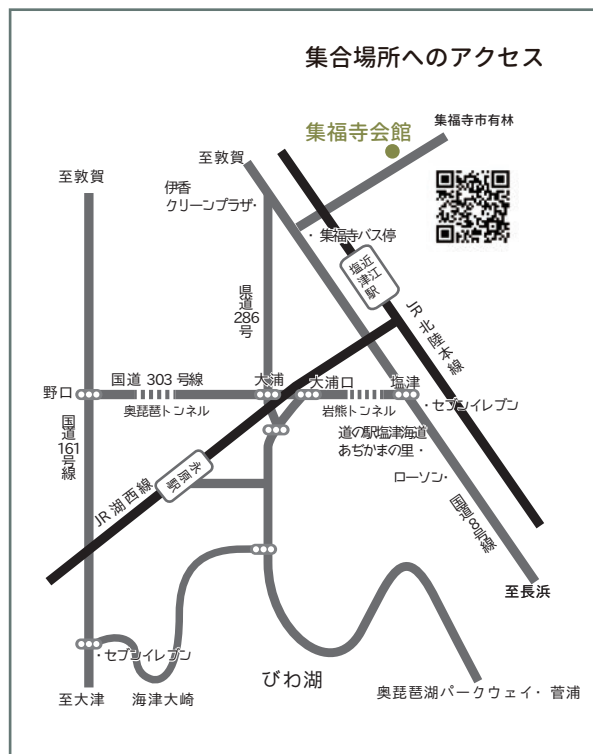 集合場所へのアクセス
集福寺市有林
集福寺会館
至敦賀
至敦賀
伊香
クリーンプラザ・
・集福寺バス停
近江
塩津駅
県道
286
号
JR北陸本線
国道 303 号線
大浦
大浦口
塩津
野口
奥琵琶トンネル
岩熊トンネル
・セブンイレブン
国道
161
号線
道の駅塩津海道
あぢかまの里・
永原駅
ローソン・
JR湖西線
国道8号線
至長浜
・セブンイレブン
びわ湖
至大津
海津大崎
奥琵琶湖パークウェイ・菅浦